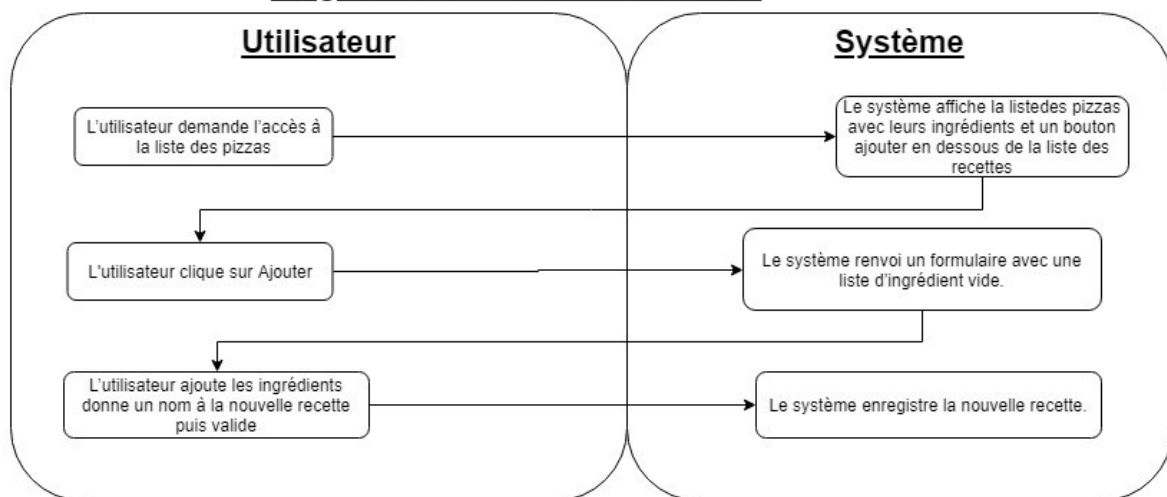 Utilisateur
Système
L'utilisateur demande l'accès à
la liste des pizzas
Le système affiche la listedes pizzas
avec leurs ingrédients et un bouton
ajouter en dessous de la liste des
recettes
L'utilisateur clique sur Ajouter
Le système renvoi un formulaire avec une
liste d'ingrédient vide.
L'utilisateur ajoute les ingrédients
donne un nom à la nouvelle recette
puis valide
Le système enregistre la nouvelle recette.